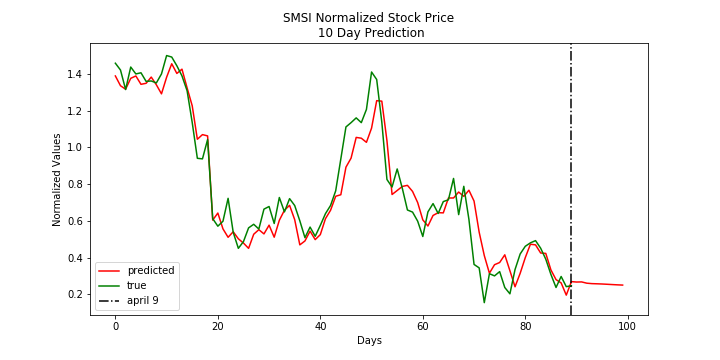 SMSI Normalized Stock Price
10 Day Prediction
Normalized Values
1.4
1.2
1.0
0.8
0.6
0.4
0.2
predicted
true
april 9
0 20 40 60 80 100
Days